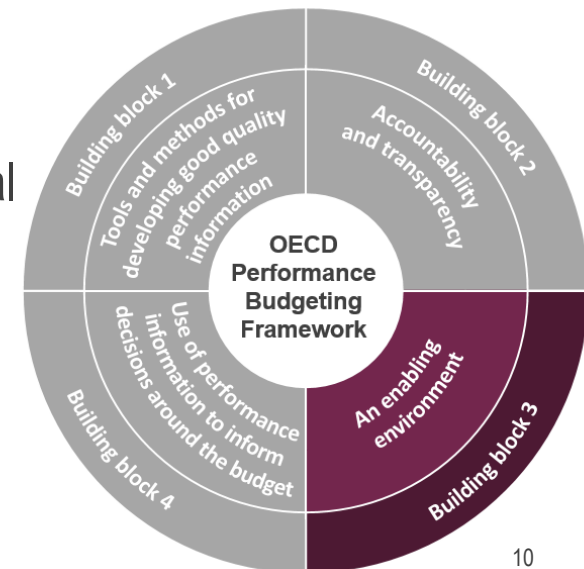 al
Building block 1
Tools and methods for
developing good quality
performance
information
Building block 2
Accountability
and transparency
OECD
Performance
Budgeting
Framework
An enabling
environment
Building block 3
Use of performance
information to inform
decisions around the budget
Building block 4
10